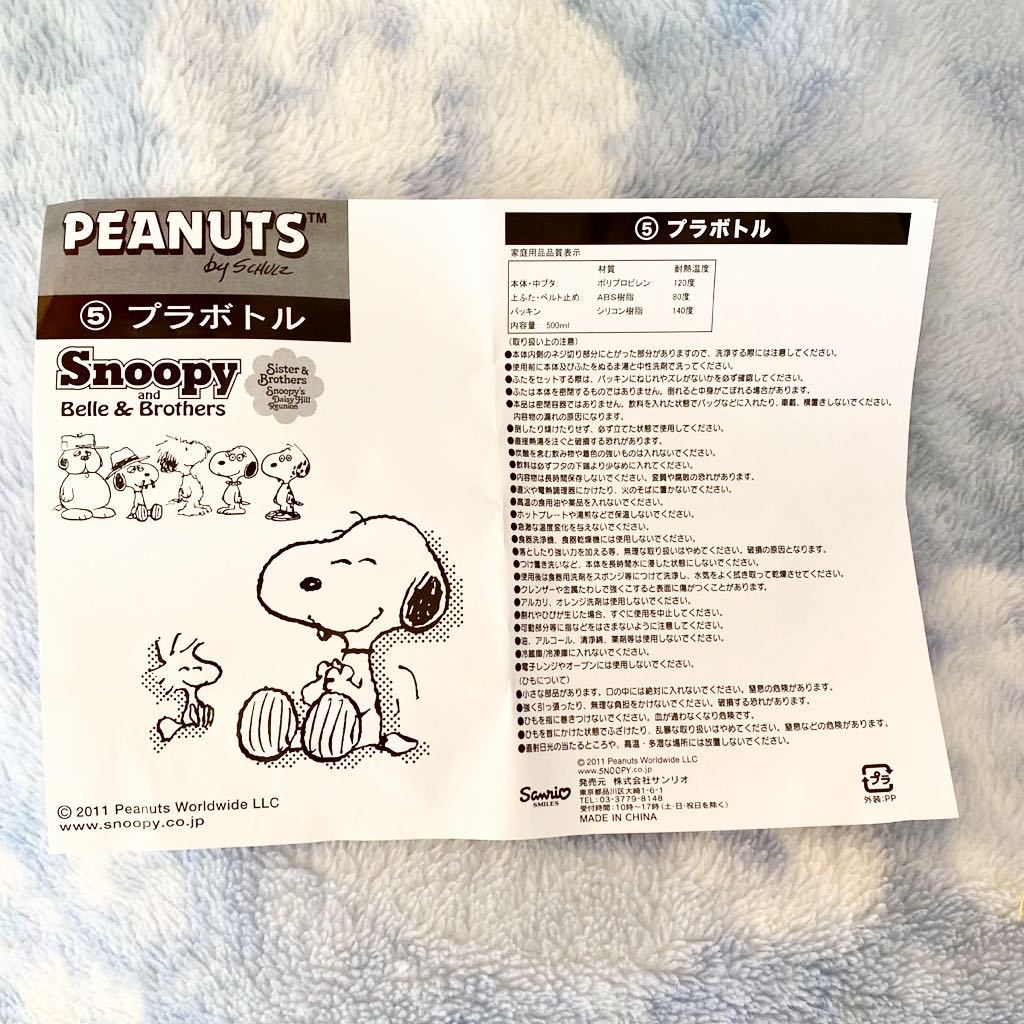 PEANUTS™
by SCHULZ
⑤ プラボトル
Snoopy
and
Belle & Brothers
Sister &
Brothers
Snoopy's
Daisy Hill
Reunion
© 2011 Peanuts Worldwide LLC
www.snoopy.co.jp
⑤ プラボトル
家庭用品品質表示
材質 耐熱温度
本体・中ブタ ポリプロピレン 120度
上ふた・ベルト止め ABS樹脂 80度
パッキン シリコン樹脂 140度
内容量: 500ml
(取り扱い上の注意)
●本体内側のネジ切り部分にとがった部分がありますので、洗浄する際には注意してください。
●使用前に本体及びふたをぬるま湯と中性洗剤で洗ってください。
●ふたをセットする際は、パッキンにねじれやズレがないかを必ず確認してください。
●ふたは本体を密閉するものではありません。倒れると中身がこぼれる場合があります。
●本品は密閉容器ではありません。飲料を入れた状態でバッグなどに入れたり、車載、横置きしないでください。
内容物の漏れの原因になります。
●倒したり傾けたりせず、必ず立てた状態で使用してください。
●直接熱湯を注ぐと破損する恐れがあります。
●炭酸を含む飲み物や着色の強いものは入れないでください。
●飲料は必ずフタの下端より少なめに入れてください。
●内容物は長時間保存しないでください。変質や腐敗の恐れがあります。
●直火や電熱調理器にかけたり、火のそばに置かないでください。
●高温の食用油や薬品を入れないでください。
●ホットプレートや湯煎などで保温しないでください。
●急激な温度変化を与えないでください。
●食器洗浄機、食器乾燥機には使用しないでください。
●落としたり強い力を加える等、無理な取り扱いはやめてください。破損の原因となります。
●つけ置き洗いなど、本体を長時間水に浸した状態にしないでください。
●使用後は食器用洗剤をスポンジ等につけて洗浄し、水気をよく拭き取って乾燥させてください。
●クレンザーや金属たわしで強くこすると表面に傷がつくことがあります。
●アルカリ、オレンジ洗剤は使用しないでください。
●割れやひびが生じた場合、すぐに使用を中止してください。
●可動部分等に指などをはさまないように注意してください。
●油、アルコール、清浄綿、薬剤等は使用しないでください。
●冷蔵庫/冷凍庫に入れないでください。
●電子レンジやオーブンには使用しないでください。
(ひもについて)
●小さな部品があります。口の中には絶対に入れないでください。窒息の危険があります。
●強く引っ張ったり、無理な負担をかけないでください。破損する恐れがあります。
●ひもを指に巻きつけないでください。血が通わなくなり危険です。
●ひもを首にかけた状態でふざけたり、乱暴な取り扱いはやめてください。窒息などの危険があります。
●直射日光の当たるところや、高温・多湿な場所には放置しないでください。
© 2011 Peanuts Worldwide LLC
www.SNOOPY.co.jp
Sanrio
SMILES
発売元 株式会社サンリオ
東京都品川区大崎1-6-1
TEL:03-3779-8148
受付時間:10時〜17時(土・日・祝日を除く)
MADE IN CHINA
プラ
外装:PP